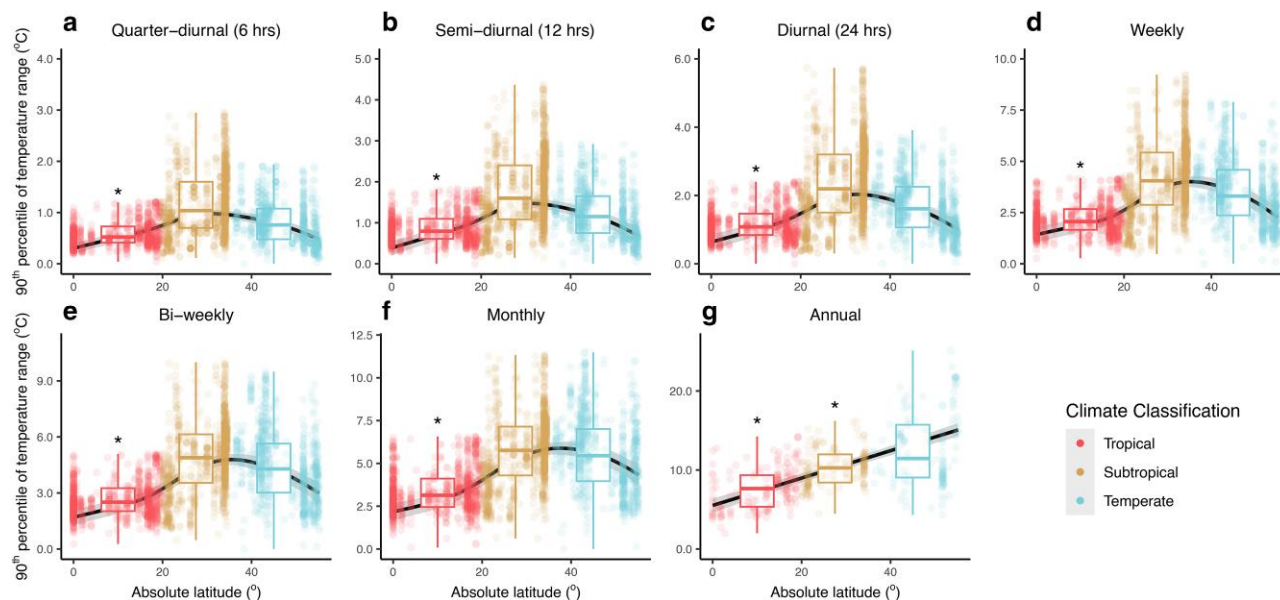 a
Quarter–diurnal (6 hrs)
b
Semi–diurnal (12 hrs)
c
Diurnal (24 hrs)
d
Weekly
90th percentile of temperature range (°C)
4.0
3.0
2.0
1.0
0.0
0 20 40
5.0
4.0
3.0
2.0
1.0
0.0
0 20 40
6.0
4.0
2.0
0.0
0 20 40
10.0
7.5
5.0
2.5
0.0
0 20 40
* * * *
e
Bi–weekly
f
Monthly
g
Annual
90th percentile of temperature range (°C)
9.0
6.0
3.0
0.0
0 20 40
Absolute latitude (°)
12.5
10.0
7.5
5.0
2.5
0.0
0 20 40
Absolute latitude (°)
20.0
10.0
0.0
0 20 40
Absolute latitude (°)
* * * *
Climate Classification
Tropical
Subtropical
Temperate